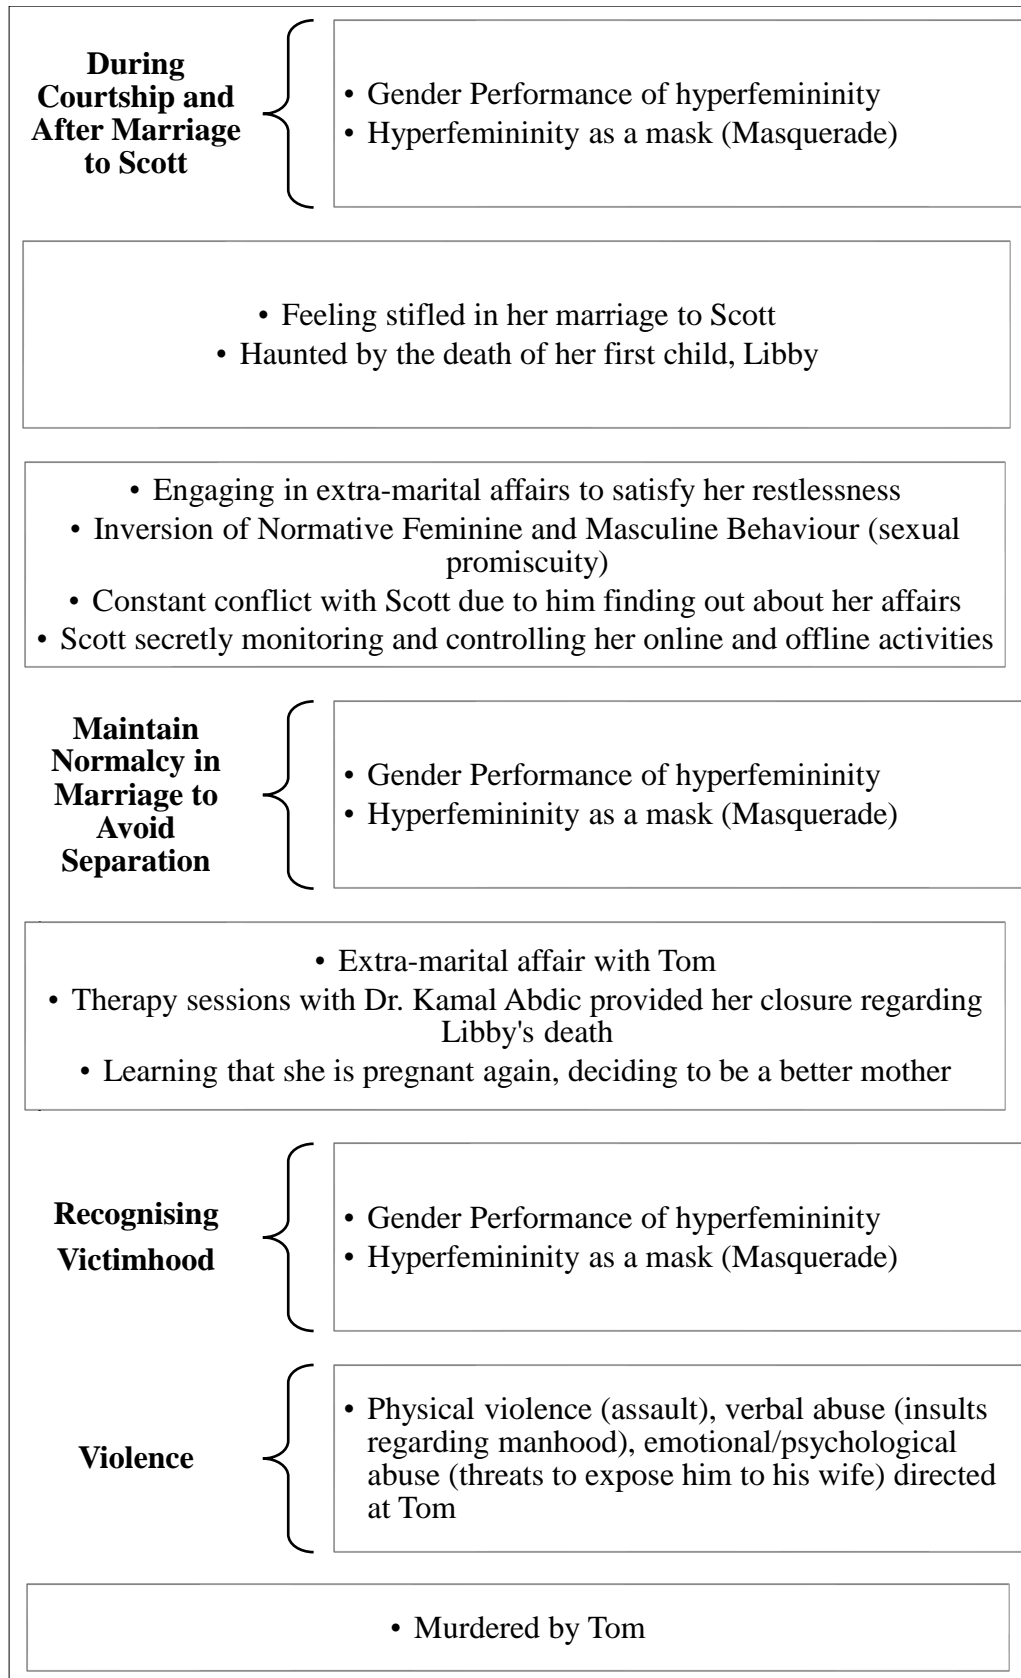 During
Courtship and
After Marriage
to Scott
• Gender Performance of hyperfemininity
• Hyperfemininity as a mask (Masquerade)
• Feeling stifled in her marriage to Scott
• Haunted by the death of her first child, Libby
• Engaging in extra-marital affairs to satisfy her restlessness
• Inversion of Normative Feminine and Masculine Behaviour (sexual
promiscuity)
• Constant conflict with Scott due to him finding out about her affairs
• Scott secretly monitoring and controlling her online and offline activities
Maintain
Normalcy in
Marriage to
Avoid
Separation
• Gender Performance of hyperfemininity
• Hyperfemininity as a mask (Masquerade)
• Extra-marital affair with Tom
• Therapy sessions with Dr. Kamal Abdic provided her closure regarding
Libby's death
• Learning that she is pregnant again, deciding to be a better mother
Recognising
Victimhood
• Gender Performance of hyperfemininity
• Hyperfemininity as a mask (Masquerade)
Violence
• Physical violence (assault), verbal abuse (insults
regarding manhood), emotional/psychological
abuse (threats to expose him to his wife) directed
at Tom
• Murdered by Tom